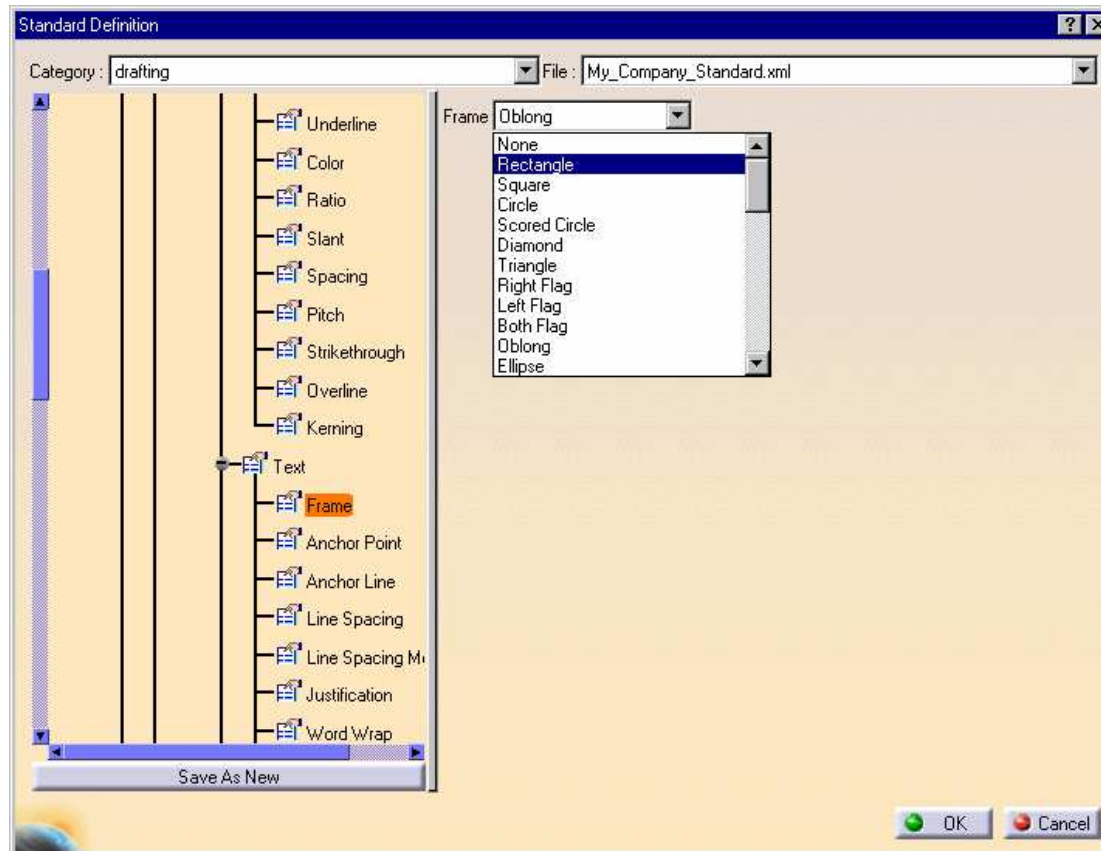 Standard Definition
Category : drafting
File : My_Company_Standard.xml
Underline
Color
Ratio
Slant
Spacing
Pitch
Strikethrough
Overline
Kerning
Text
Frame
Anchor Point
Anchor Line
Line Spacing
Line Spacing M
Justification
Word Wrap
Save As New
Frame Oblong
None
Rectangle
Square
Circle
Scored Circle
Diamond
Triangle
Right Flag
Left Flag
Both Flag
Oblong
Ellipse
OK
Cancel